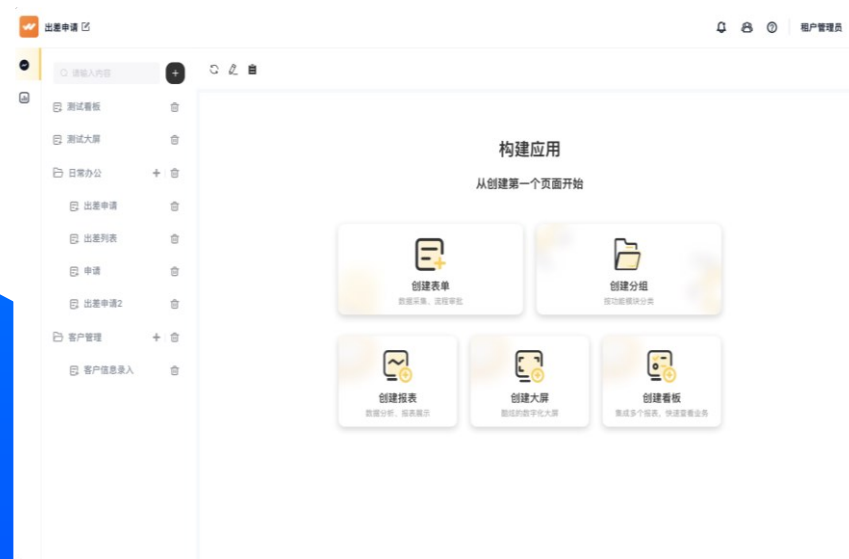 出差申请
租户管理员
请输入内容
测试看板
测试大屏
日常办公
出差申请
出差列表
申请
出差申请2
客户管理
客户信息录入
构建应用
从创建第一个页面开始
创建表单
数据采集、流程审批
创建分组
按功能模块分类
创建报表
数据分析、报表展示
创建大屏
酷炫的数字化大屏
创建看板
集成多个报表，快速查看业务